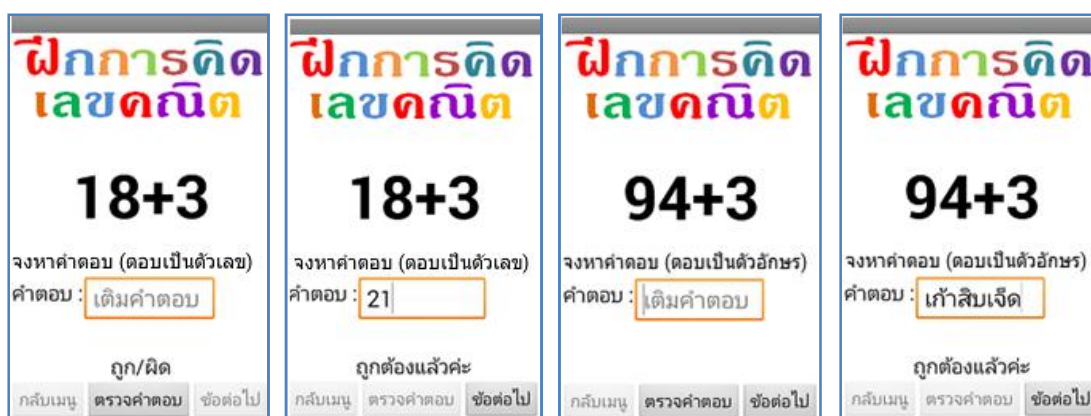 ฝึกการคิด
เลขคณิต
18+3
จงหาคำตอบ (ตอบเป็นตัวเลข)
คำตอบ : เติมคำตอบ
ถูก/ผิด
กลับเมนู ตรวจคำตอบ ข้อต่อไป
ฝึกการคิด
เลขคณิต
18+3
จงหาคำตอบ (ตอบเป็นตัวเลข)
คำตอบ : 21
ถูกต้องแล้วค่ะ
กลับเมนู ตรวจคำตอบ ข้อต่อไป
ฝึกการคิด
เลขคณิต
94+3
จงหาคำตอบ (ตอบเป็นตัวอักษร)
คำตอบ : เติมคำตอบ
กลับเมนู ตรวจคำตอบ ข้อต่อไป
ฝึกการคิด
เลขคณิต
94+3
จงหาคำตอบ (ตอบเป็นตัวอักษร)
คำตอบ : เก้าสิบเจ็ด
ถูกต้องแล้วค่ะ
กลับเมนู ตรวจคำตอบ ข้อต่อไป